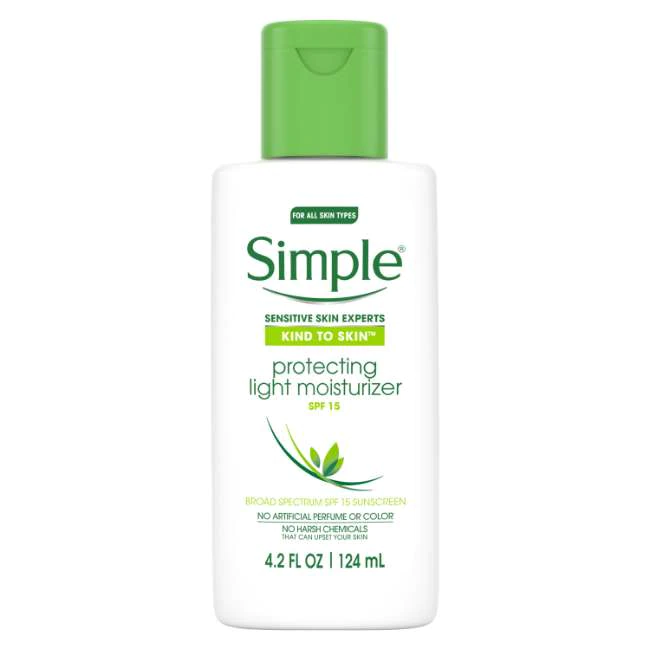 FOR ALL SKIN TYPES
Simple®
SENSITIVE SKIN EXPERTS
KIND TO SKIN™
protecting
light moisturizer
SPF 15
BROAD SPECTRUM SPF 15 SUNSCREEN
NO ARTIFICIAL PERFUME OR COLOR
NO HARSH CHEMICALS
THAT CAN UPSET YOUR SKIN
4.2 FL OZ | 124 mL